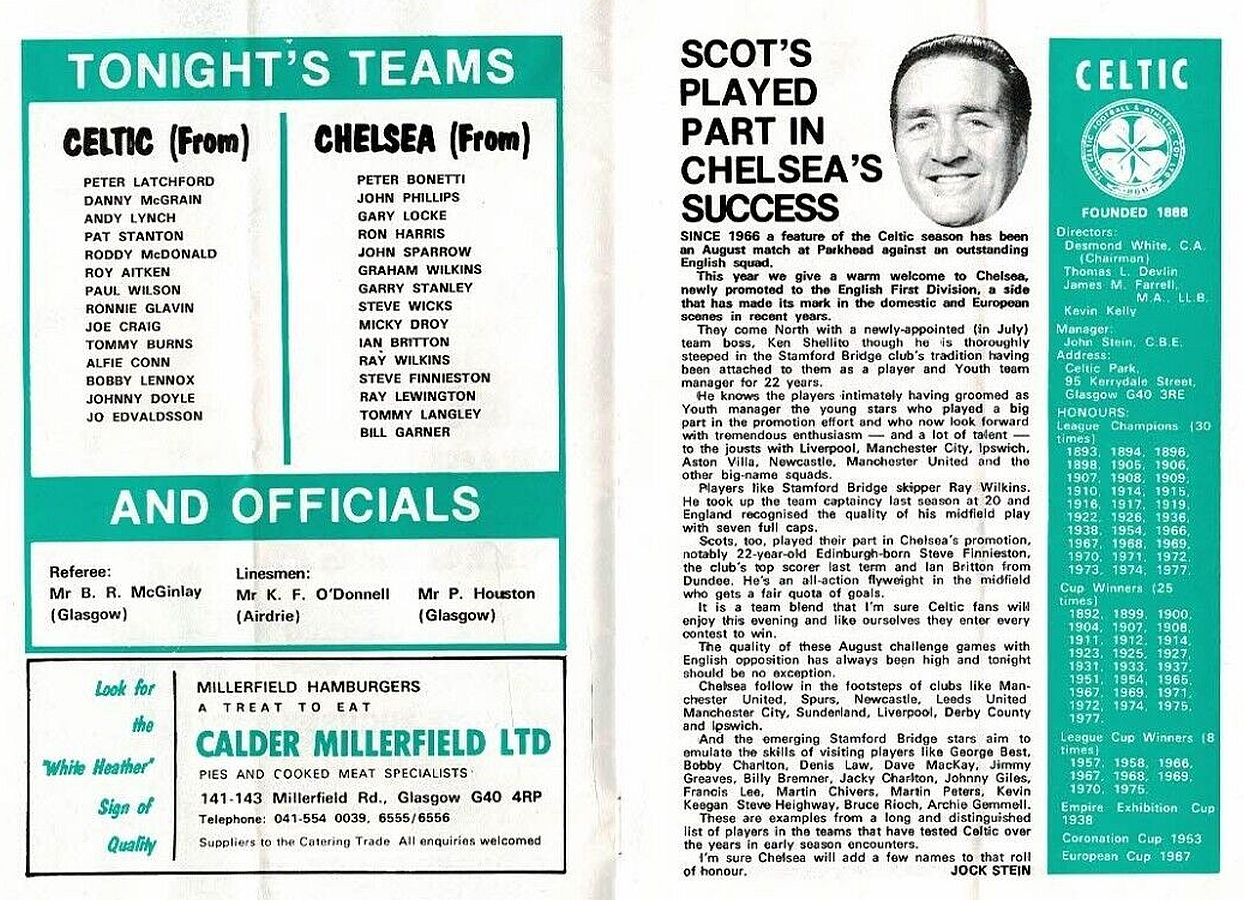 TONIGHT'S TEAMS
CELTIC (From)
PETER LATCHFORD
DANNY McGRAIN
ANDY LYNCH
PAT STANTON
RODDY McDONALD
ROY AITKEN
PAUL WILSON
RONNIE GLAVIN
JOE CRAIG
TOMMY BURNS
ALFIE CONN
BOBBY LENNOX
JOHNNY DOYLE
JO EDVALDSSON
CHELSEA (From)
PETER BONETTI
JOHN PHILLIPS
GARY LOCKE
RON HARRIS
JOHN SPARROW
GRAHAM WILKINS
GARRY STANLEY
STEVE WICKS
MICKY DROY
IAN BRITTON
RAY WILKINS
STEVE FINNIESTON
RAY LEWINGTON
TOMMY LANGLEY
BILL GARNER
AND OFFICIALS
Referee:
Mr B. R. McGinlay
(Glasgow)
Linesmen:
Mr K. F. O'Donnell
(Airdrie)
Mr P. Houston
(Glasgow)
Look for
the
"White Heather"
Sign of
Quality
MILLERFIELD HAMBURGERS
A TREAT TO EAT
CALDER MILLERFIELD LTD
PIES AND COOKED MEAT SPECIALISTS
141-143 Millerfield Rd., Glasgow G40 4RP
Telephone: 041-554 0039, 6555/6556
Suppliers to the Catering Trade All enquiries welcomed
SCOT'S
PLAYED
PART IN
CHELSEA'S
SUCCESS
SINCE 1966 a feature of the Celtic season has been
an August match at Parkhead against an outstanding
English squad.
This year we give a warm welcome to Chelsea,
newly promoted to the English First Division, a side
that has made its mark in the domestic and European
scenes in recent years.
They come North with a newly-appointed (in July)
team boss, Ken Shellito though he is thoroughly
steeped in the Stamford Bridge club's tradition having
been attached to them as a player and Youth team
manager for 22 years.
He knows the players intimately having groomed as
Youth manager the young stars who played a big
part in the promotion effort and who now look forward
with tremendous enthusiasm — and a lot of talent —
to the jousts with Liverpool, Manchester City, Ipswich,
Aston Villa, Newcastle, Manchester United and the
other big-name squads.
Players like Stamford Bridge skipper Ray Wilkins.
He took up the team captaincy last season at 20 and
England recognised the quality of his midfield play
with seven full caps.
Scots, too, played their part in Chelsea's promotion,
notably 22-year-old Edinburgh-born Steve Finnieston,
the club's top scorer last term and Ian Britton from
Dundee. He's an all-action flyweight in the midfield
who gets a fair quota of goals.
It is a team blend that I'm sure Celtic fans will
enjoy this evening and like ourselves they enter every
contest to win.
The quality of these August challenge games with
English opposition has always been high and tonight
should be no exception.
Chelsea follow in the footsteps of clubs like Man-
chester United, Spurs, Newcastle, Leeds United
Manchester City, Sunderland, Liverpool, Derby County
and Ipswich.
And the emerging Stamford Bridge stars aim to
emulate the skills of visiting players like George Best,
Bobby Charlton, Denis Law, Dave MacKay, Jimmy
Greaves, Billy Bremner, Jacky Charlton, Johnny Giles,
Francis Lee, Martin Chivers, Martin Peters, Kevin
Keegan Steve Heighway, Bruce Rioch, Archie Gemmell.
These are examples from a long and distinguished
list of players in the teams that have tested Celtic over
the years in early season encounters.
I'm sure Chelsea will add a few names to that roll
of honour. JOCK STEIN
CELTIC
THE CELTIC FOOTBALL & ATHLETIC COY LTD
FOUNDED 1888
Directors:
Desmond White, C.A.
(Chairman)
Thomas L. Devlin
James M. Farrell,
M.A., LL.B.
Kevin Kelly
Manager:
John Stein, C.B.E.
Address:
Celtic Park,
95 Kerrydale Street,
Glasgow G40 3RE
HONOURS:
League Champions (30
times)
1893, 1894, 1896,
1898, 1905, 1906,
1907, 1908, 1909,
1910, 1914, 1915,
1916, 1917, 1919,
1922, 1926, 1936,
1938, 1954, 1966,
1967, 1968, 1969,
1970, 1971, 1972,
1973, 1974, 1977.
Cup Winners (25
times)
1892, 1899, 1900,
1904, 1907, 1908,
1911, 1912, 1914,
1923, 1925, 1927,
1931, 1933, 1937,
1951, 1954, 1965,
1967, 1969, 1971,
1972, 1974, 1975,
1977.
League Cup Winners (8
times)
1957, 1958, 1966,
1967, 1968, 1969,
1970, 1975.
Empire Exhibition Cup
1938
Coronation Cup 1953
European Cup 1967